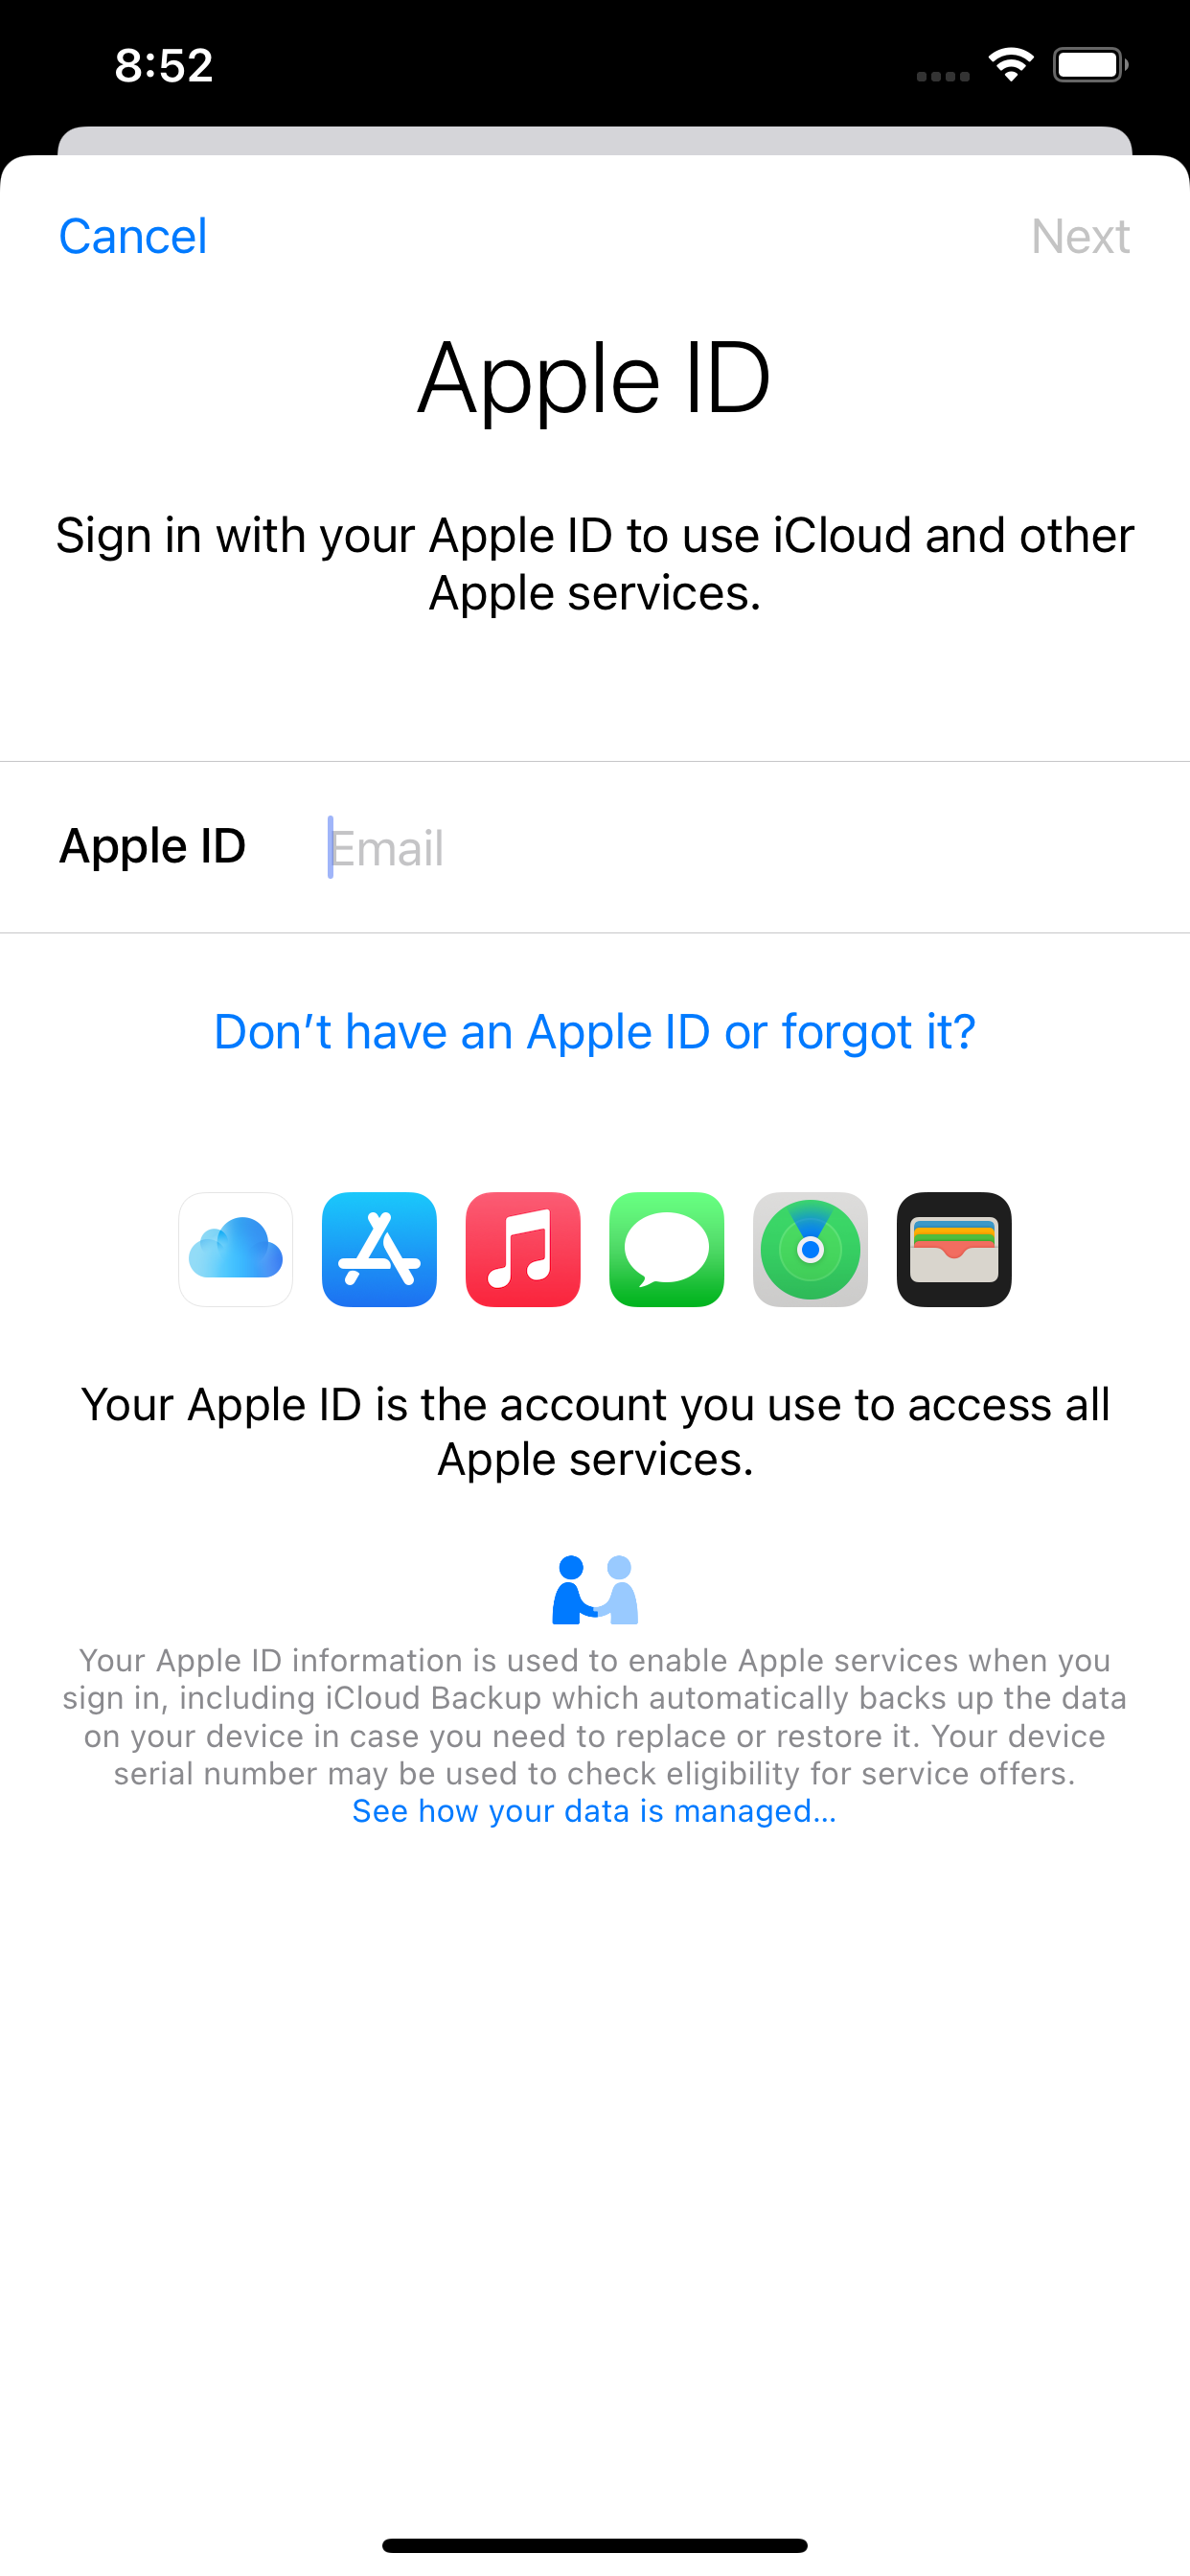 8:52
Cancel
Next
Apple ID
Sign in with your Apple ID to use iCloud and other
Apple services.
Apple ID
Email
Don’t have an Apple ID or forgot it?
Your Apple ID is the account you use to access all
Apple services.
Your Apple ID information is used to enable Apple services when you
sign in, including iCloud Backup which automatically backs up the data
on your device in case you need to replace or restore it. Your device
serial number may be used to check eligibility for service offers.
See how your data is managed...